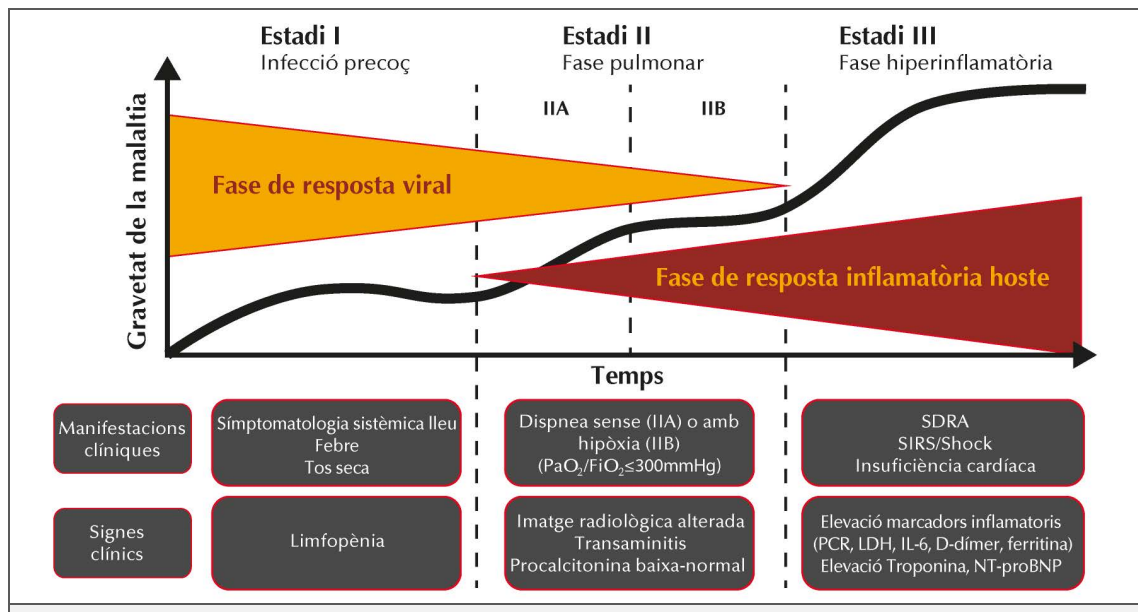 Estadi I
Infecció precoç
Estadi II
Fase pulmonar
Estadi III
Fase hiperinflamatòria
IIA
IIB
Gravetat de la malaltia
Fase de resposta viral
Fase de resposta inflamatòria hoste
Temps
Manifestacions
clíniques
Símptomatologia sistèmica lleu
Febre
Tos seca
Dispnea sense (IIA) o amb
hipòxia (IIB)
(PaO₂/FiO₂≤300mmHg)
SDRA
SIRS/Shock
Insuficiència cardíaca
Signes
clínics
Limfopènia
Imatge radiològica alterada
Transaminitis
Procalcitonina baixa-normal
Elevació marcadors inflamatoris
(PCR, LDH, IL-6, D-dímer, ferritina)
Elevació Troponina, NT-proBNP